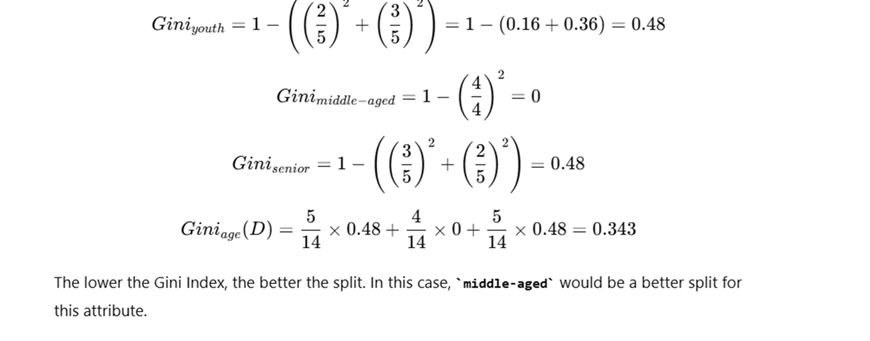 Gini_youth = 1 − ((2/5)² + (3/5)²) = 1 − (0.16 + 0.36) = 0.48
Gini_middle−aged = 1 − (4/4)² = 0
Gini_senior = 1 − ((3/5)² + (2/5)²) = 0.48
Gini_age(D) = 5/14 × 0.48 + 4/14 × 0 + 5/14 × 0.48 = 0.343
The lower the Gini Index, the better the split. In this case, `middle-aged` would be a better split for
this attribute.